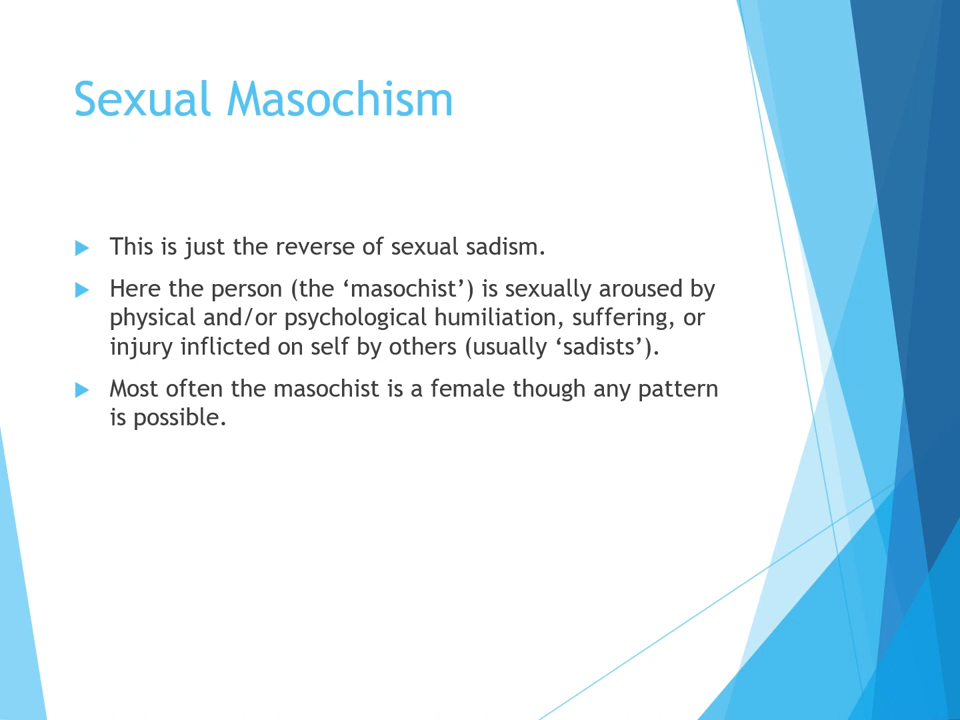 Sexual Masochism
This is just the reverse of sexual sadism.
Here the person (the ‘masochist’) is sexually aroused by
physical and/or psychological humiliation, suffering, or
injury inflicted on self by others (usually ‘sadists’).
Most often the masochist is a female though any pattern
is possible.